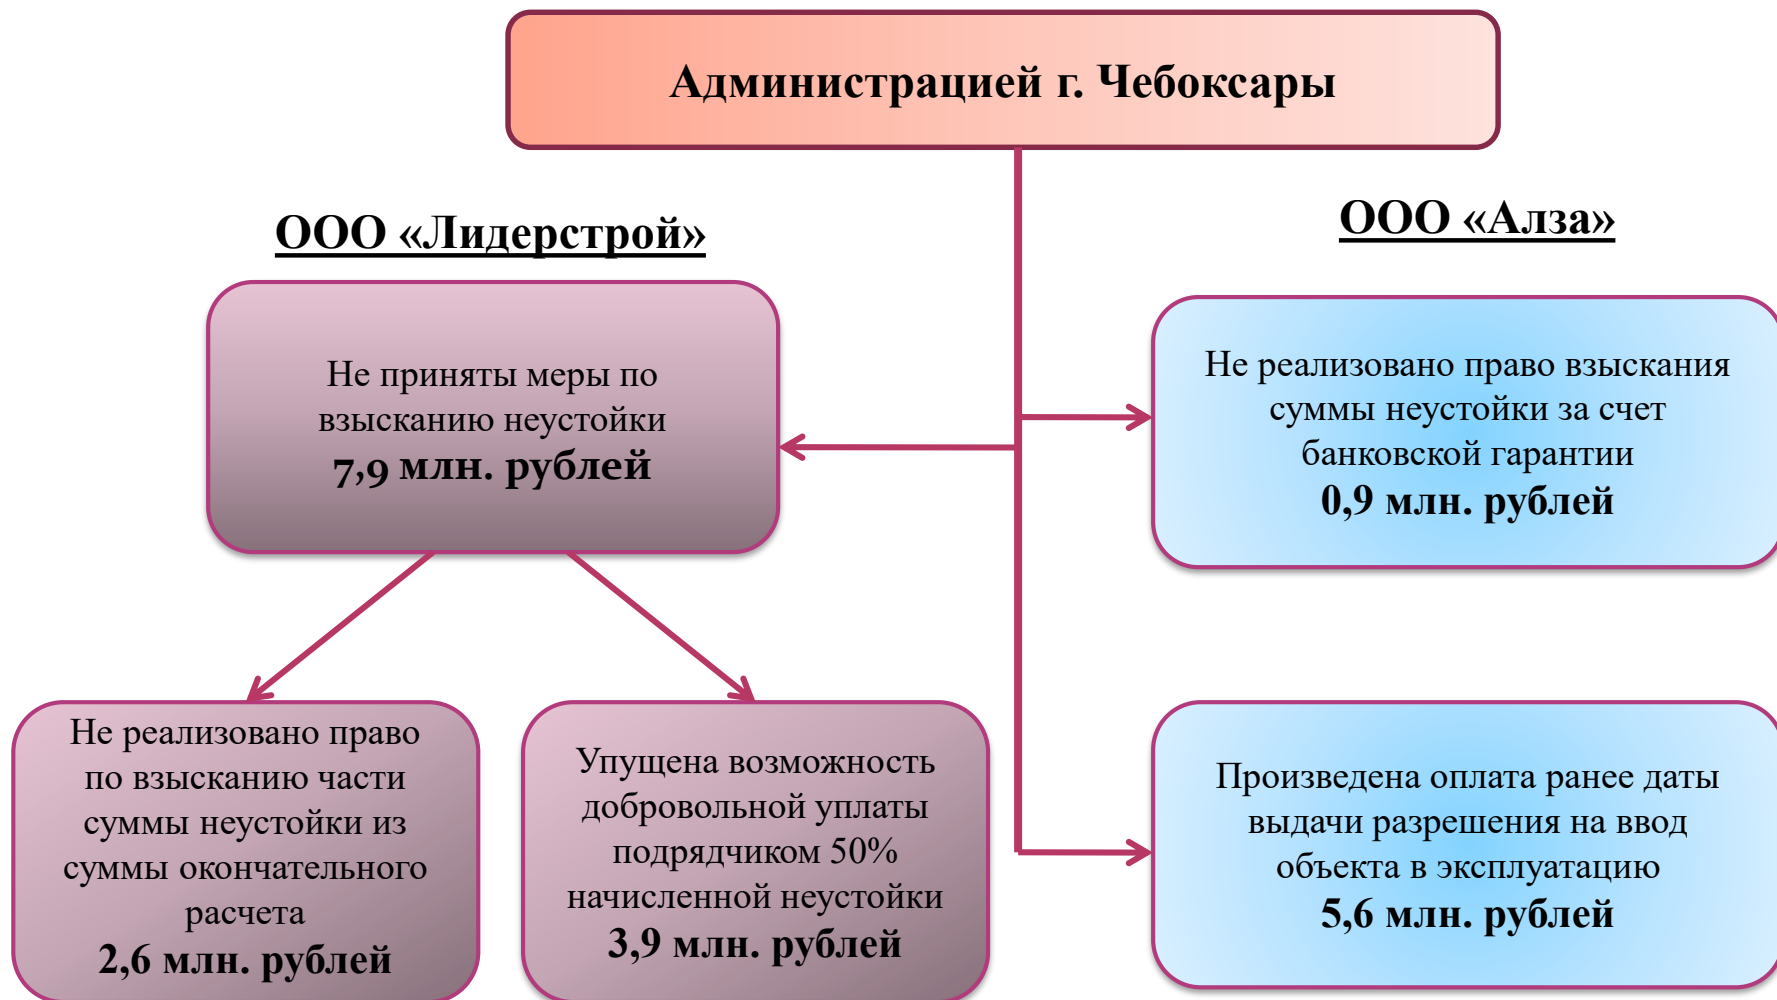 Администрацией г. Чебоксары
ООО «Лидерстрой»
Не приняты меры по
взысканию неустойки
7,9 млн. рублей
Не реализовано право
по взысканию части
суммы неустойки из
суммы окончательного
расчета
2,6 млн. рублей
Упущена возможность
добровольной уплаты
подрядчиком 50%
начисленной неустойки
3,9 млн. рублей
ООО «Алза»
Не реализовано право взыскания
суммы неустойки за счет
банковской гарантии
0,9 млн. рублей
Произведена оплата ранее даты
выдачи разрешения на ввод
объекта в эксплуатацию
5,6 млн. рублей